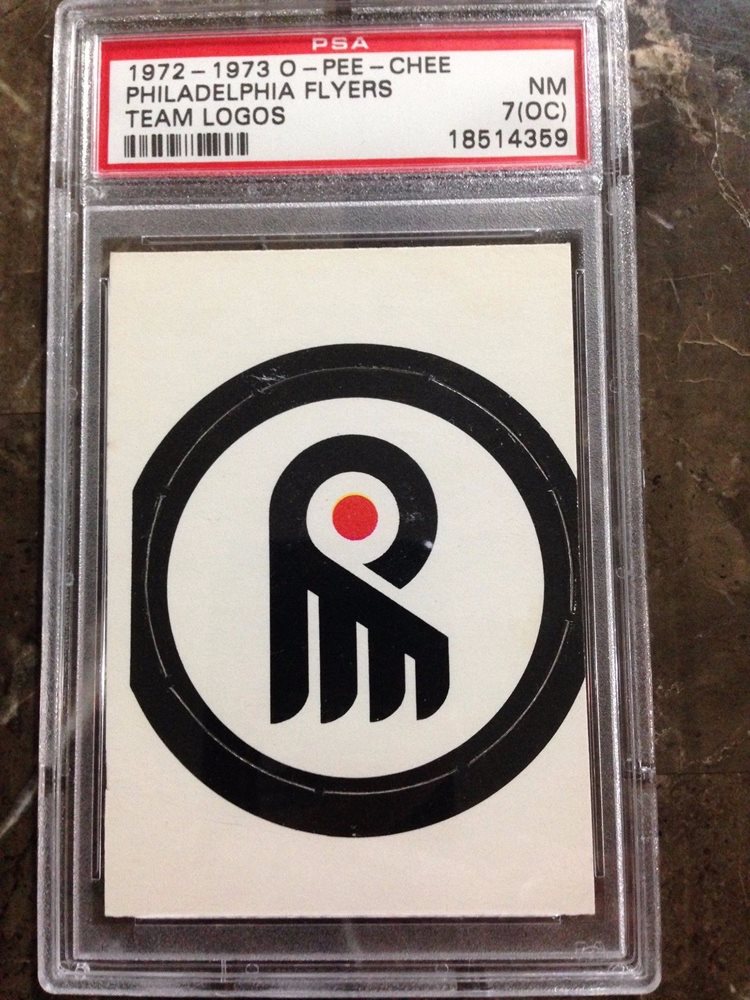 PSA
1972-1973 O-PEE-CHEE
PHILADELPHIA FLYERS NM
TEAM LOGOS 7(OC)
18514359